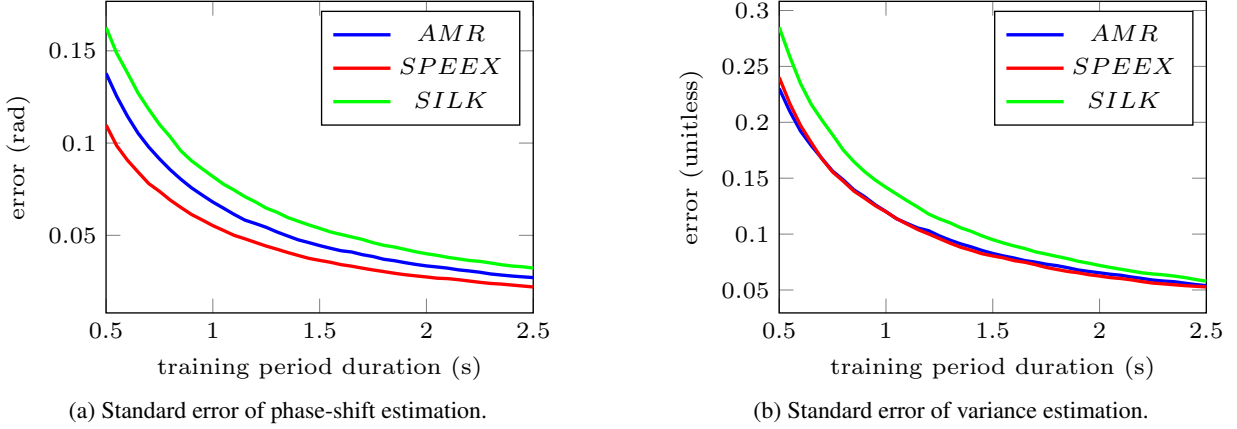 0.15
0.1
0.05
error (rad)
AMR
SPEEX
SILK
0.5
1
1.5
2
2.5
training period duration (s)
(a) Standard error of phase-shift estimation.
0.3
0.25
0.2
0.15
0.1
0.05
error (unitless)
AMR
SPEEX
SILK
0.5
1
1.5
2
2.5
training period duration (s)
(b) Standard error of variance estimation.